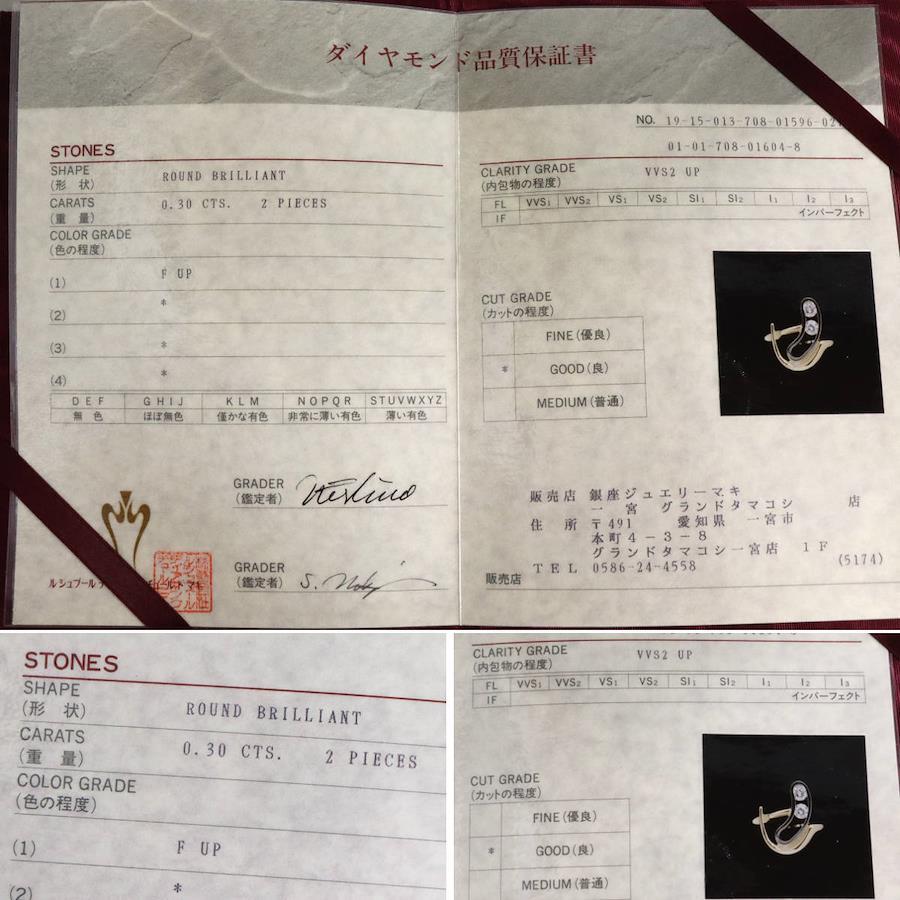 ダイヤモンド品質保証書
STONES
SHAPE
(形 状)
ROUND BRILLIANT
CARATS
(重 量)
0.30 CTS. 2 PIECES
COLOR GRADE
(色の程度)
(1) F UP
(2) *
(3) *
(4) *
D E F G H I J K L M N O P Q R S T U V W X Y Z
無 色 ほぼ無色 僅かな有色 非常に薄い有色 薄い有色
GRADER
(鑑定者)
GRADER
(鑑定者)
NO. 19-15-013-708-01596-02
01-01-708-01604-8
CLARITY GRADE
(内包物の程度)
VVS2 UP
FL VVS1 VVS2 VS1 VS2 SI1 SI2 I1 I2 I3
IF インパーフェクト
CUT GRADE
(カットの程度)
FINE (優良)
* GOOD (良)
MEDIUM (普通)
販売店 銀座ジュエリーマキ
一 宮 グランドタマコシ 店
住 所 〒491 愛知県 一宮市
本町4-3-8
グランドタマコシ一宮店 1F
TEL 0586-24-4558 (5174)
販売店
STONES
SHAPE
(形 状)
ROUND BRILLIANT
CARATS
(重 量)
0.30 CTS. 2 PIECES
COLOR GRADE
(色の程度)
(1) F UP
(2) *
CLARITY GRADE
(内包物の程度)
VVS2 UP
FL VVS1 VVS2 VS1 VS2 SI1 SI2 I1 I2 I3
IF インパーフェクト
CUT GRADE
(カットの程度)
FINE (優良)
* GOOD (良)
MEDIUM (普通)